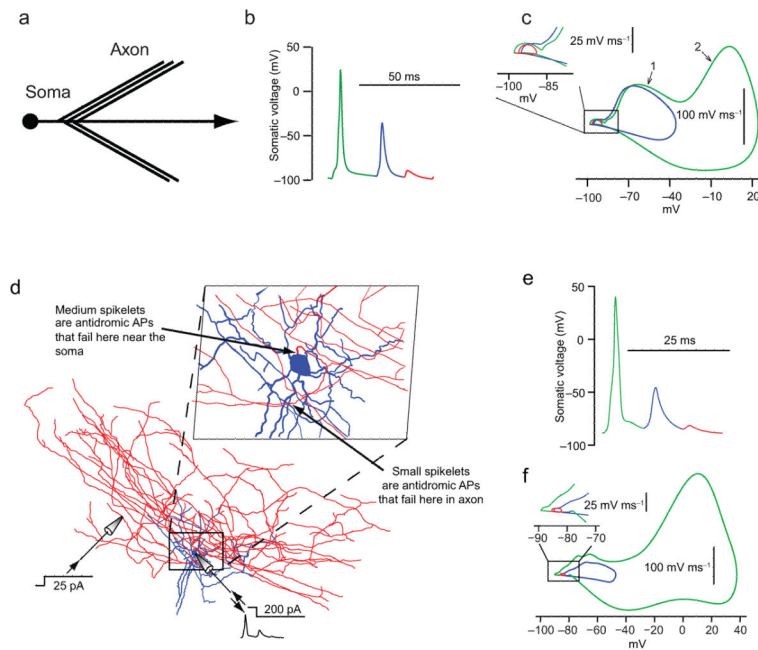 a
Axon
Soma
b
Somatic voltage (mV)
50
0
−50
−100
50 ms
c
25 mV ms⁻¹
−100
−85
mV
1
2
100 mV ms⁻¹
−100 −70 −40 −10 20
mV
d
Medium spikelets
are antidromic APs
that fail here near the
soma
Small spikelets
are antidromic APs
that fail here in axon
25 pA
200 pA
e
Somatic voltage (mV)
50
0
−50
−100
25 ms
f
25 mV ms⁻¹
−90 −80 −70
mV
100 mV ms⁻¹
−100 −80 −60 −40 −20 0 20 40
mV